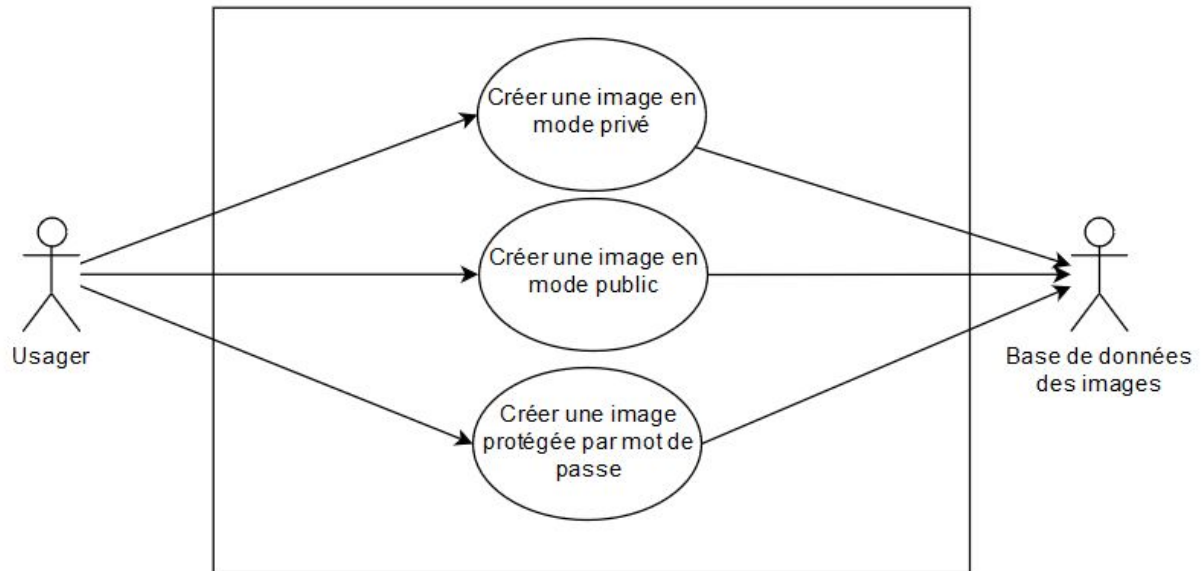 Créer une image en
mode privé
Créer une image en
mode public
Usager
Base de données
des images
Créer une image
protégée par mot de
passe